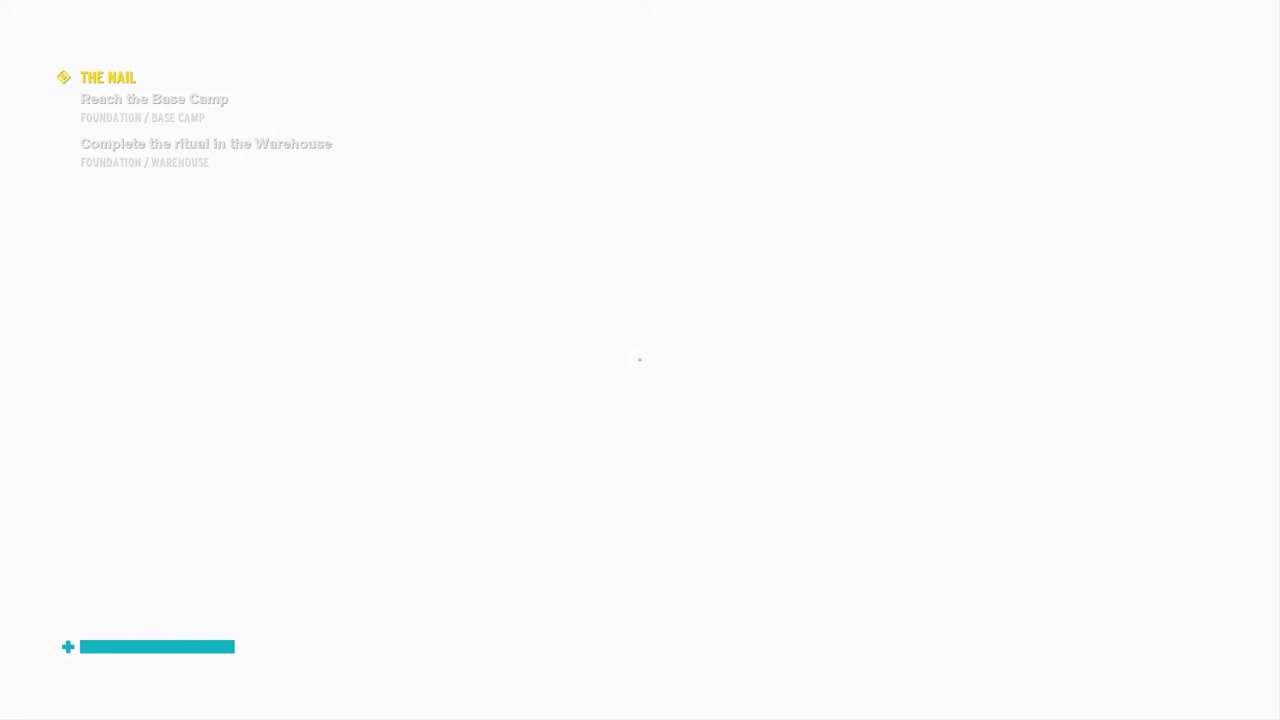 THE NAIL
Reach the Base Camp
FOUNDATION / BASE CAMP
Complete the ritual in the Warehouse
FOUNDATION / WAREHOUSE